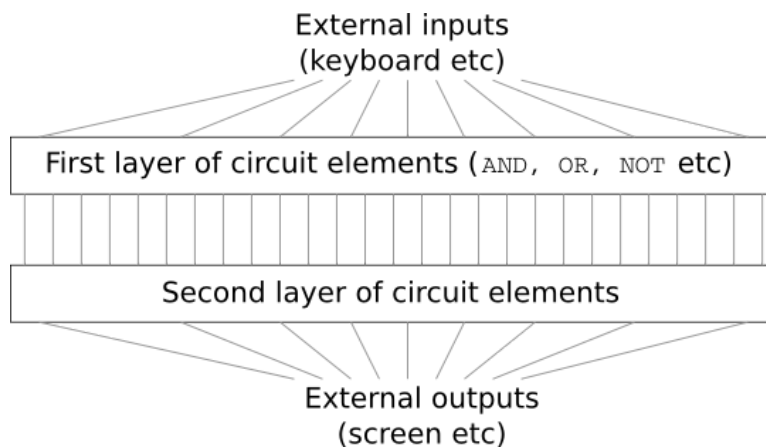 External inputs
(keyboard etc)
First layer of circuit elements (AND, OR, NOT etc)
Second layer of circuit elements
External outputs
(screen etc)